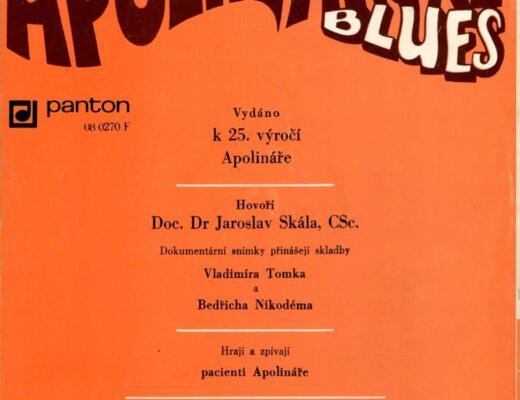 BLUES
panton
08 0270 F
Vydáno
k 25. výročí
Apolináře
Hovoří
Doc. Dr Jaroslav Skála, CSc.
Dokumentární snímky přinášejí skladby
Vladimíra Tomka
a
Bedřicha Nikodéma
Hrají a zpívají
pacienti Apolináře